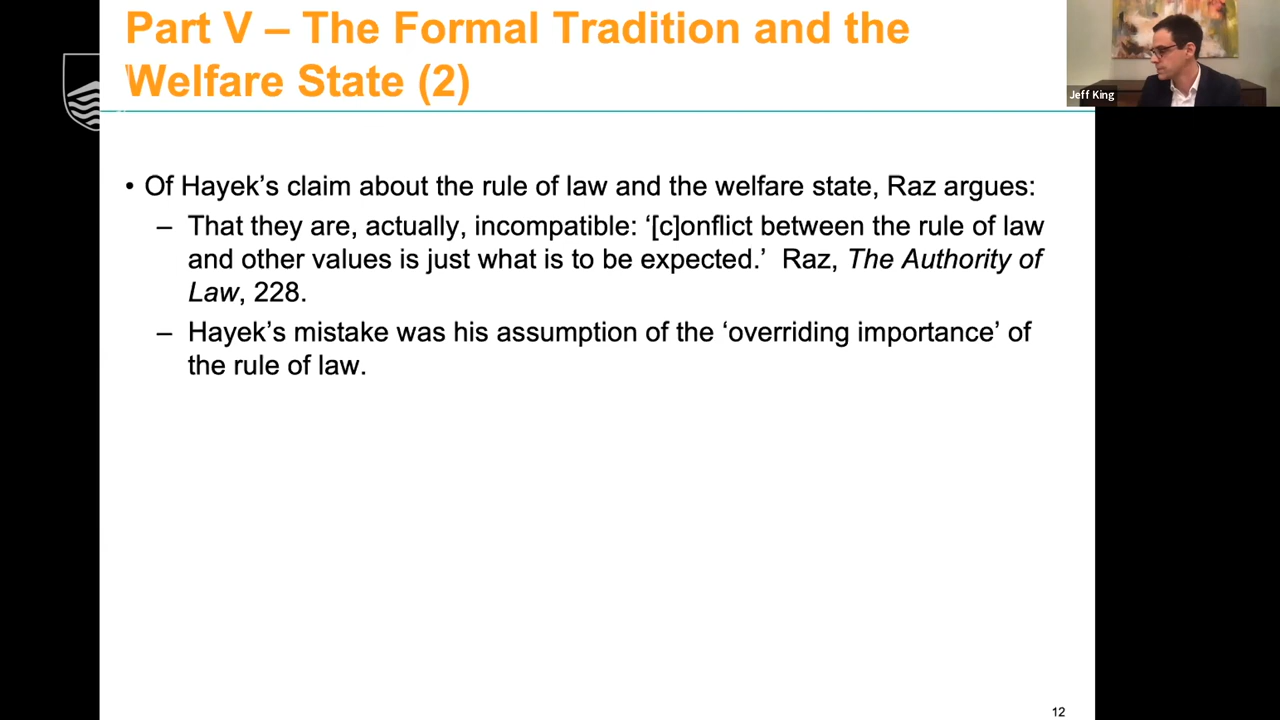 Part V – The Formal Tradition and the
Welfare State (2)
Jeff King
• Of Hayek’s claim about the rule of law and the welfare state, Raz argues:
– That they are, actually, incompatible: ‘[c]onflict between the rule of law
and other values is just what is to be expected.’ Raz, The Authority of
Law, 228.
– Hayek’s mistake was his assumption of the ‘overriding importance’ of
the rule of law.
12